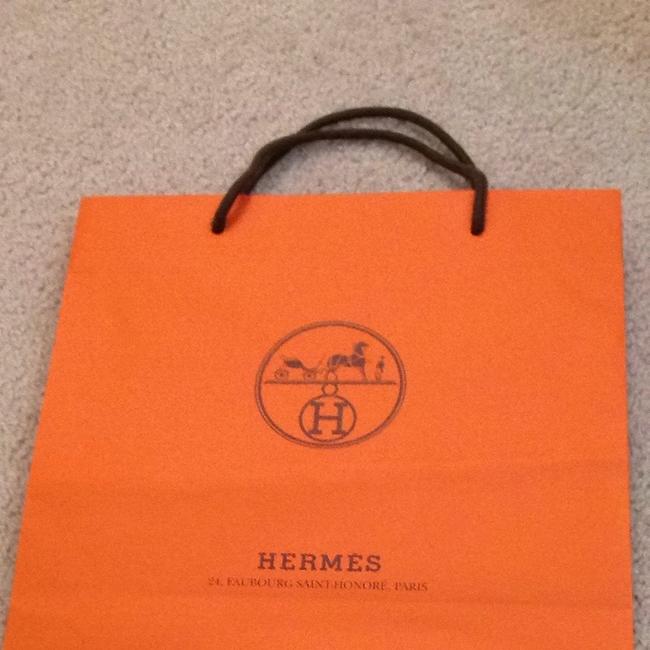 H
HERMÈS
24, FAUBOURG SAINT-HONORÉ, PARIS